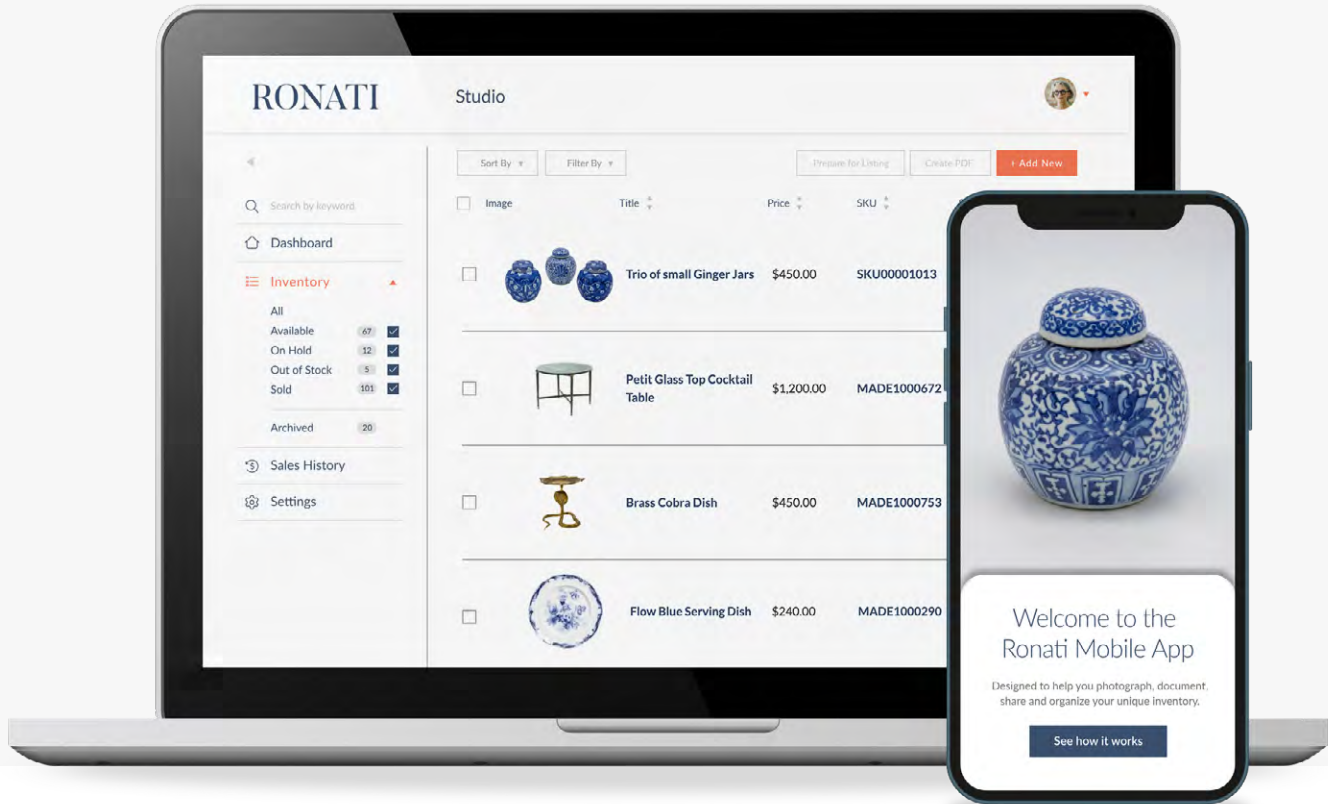 RONATI
Studio
Sort By
Filter By
Prepare for Listing
Create PDF
+ Add New
Search by keyword
Dashboard
Inventory
All
Available 67
On Hold 12
Out of Stock 5
Sold 101
Archived 20
Sales History
Settings
Image Title Price SKU
Trio of small Ginger Jars $450.00 SKU00001013
Petit Glass Top Cocktail
Table
$1,200.00 MADE1000672
Brass Cobra Dish $450.00 MADE1000753
Flow Blue Serving Dish $240.00 MADE1000290
Welcome to the
Ronati Mobile App
Designed to help you photograph, document,
share and organize your unique inventory.
See how it works